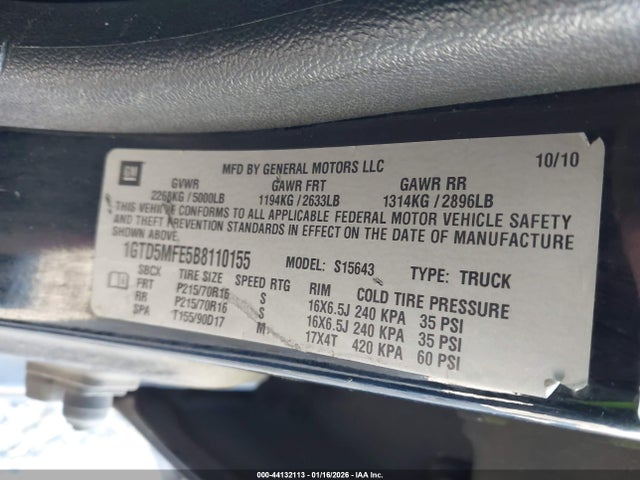 MFD BY GENERAL MOTORS LLC 10/10
GM GVWR GAWR FRT GAWR RR
2268KG / 5000LB 1194KG / 2633LB 1314KG / 2896LB
THIS VEHICLE CONFORMS TO ALL APPLICABLE FEDERAL MOTOR VEHICLE SAFETY
AND THEFT PREVENTION STANDARDS IN EFFECT ON THE DATE OF MANUFACTURE
SHOWN ABOVE.
1GTD5MFE5B8110155 MODEL: S15643 TYPE: TRUCK
SBCX TIRE SIZE SPEED RTG RIM COLD TIRE PRESSURE
FRT P215/70R16 S 16X6.5J 240 KPA 35 PSI
RR P215/70R16 S 16X6.5J 240 KPA 35 PSI
SPA T155/90D17 M 17X4T 420 KPA 60 PSI
000-44132113 - 01/16/2026 - IAA Inc.